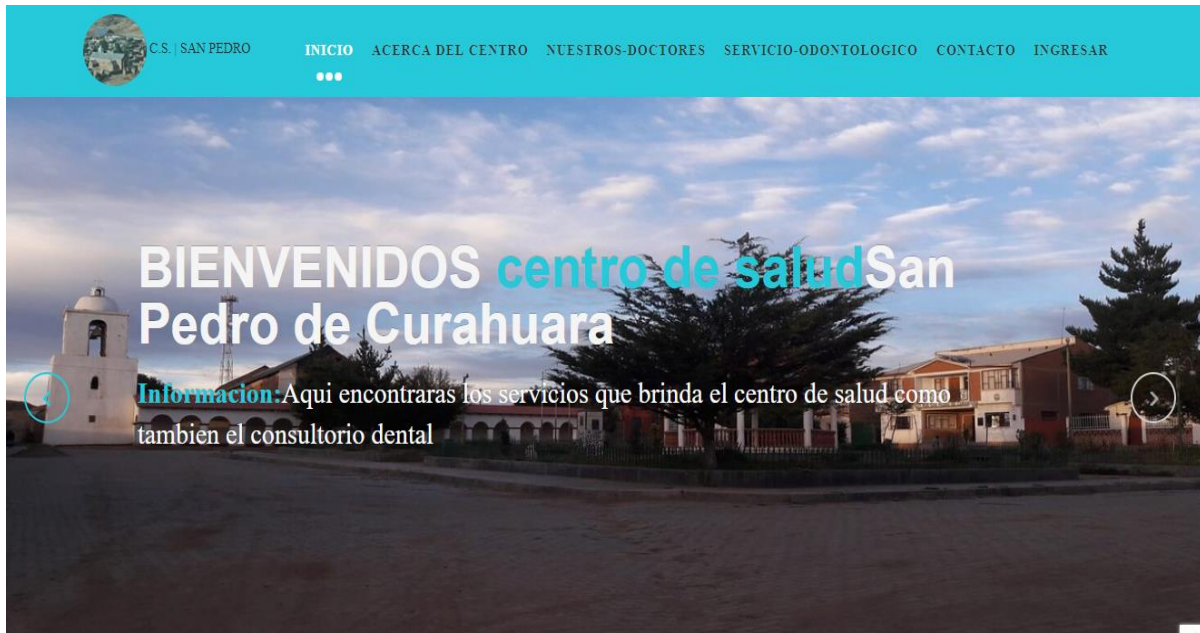 C.S. | SAN PEDRO
INICIO ACERCA DEL CENTRO NUESTROS-DOCTORES SERVICIO-ODONTOLOGICO CONTACTO INGRESAR
BIENVENIDOS centro de saludSan
Pedro de Curahuara
Informacion:Aqui encontraras los servicios que brinda el centro de salud como
tambien el consultorio dental